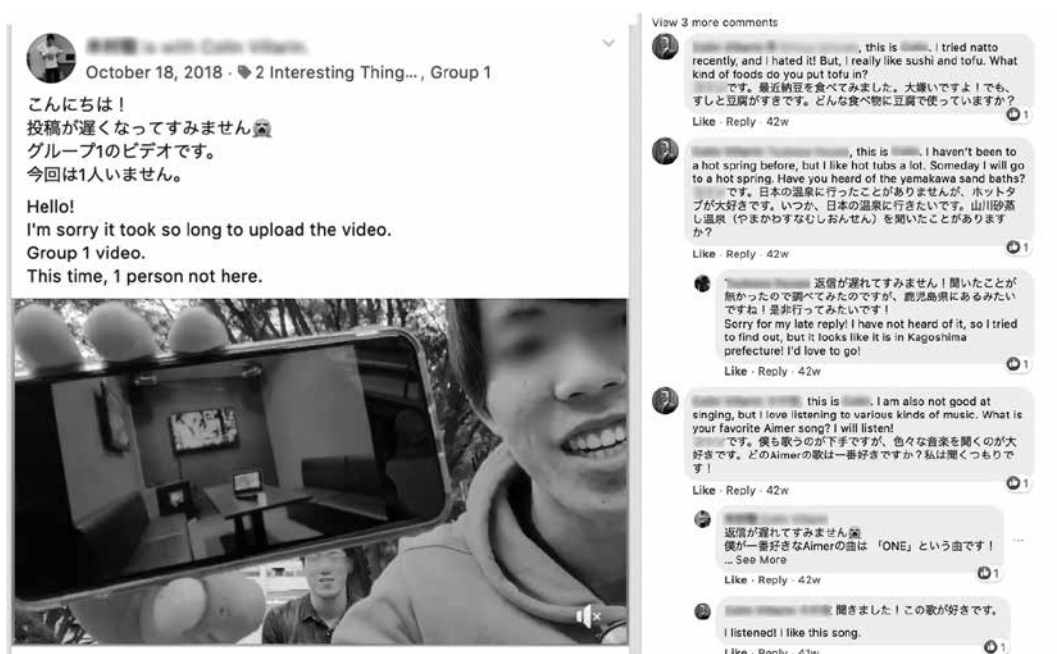 October 18, 2018 · 2 Interesting Thing... , Group 1
こんにちは！
投稿が遅くなってすみません😭
グループ1のビデオです。
今回は1人いません。
Hello!
I'm sorry it took so long to upload the video.
Group 1 video.
This time, 1 person not here.
View 3 more comments
, this is . I tried natto
recently, and I hated it! But, I really like sushi and tofu. What
kind of foods do you put tofu in?
です。最近納豆を食べてみました。大嫌いですよ！でも、
すしと豆腐がすきです。どんな食べ物に豆腐で使っていますか？
1
Like · Reply · 42w
, this is . I haven't been to
a hot spring before, but I like hot tubs a lot. Someday I will go
to a hot spring. Have you heard of the yamakawa sand baths?
です。日本の温泉に行ったことがありませんが、ホットタ
ブが大好きです。いつか、日本の温泉に行きたいです。山川砂蒸
し温泉（やまかわすなむしおんせん）を聞いたことがあります
か？
1
Like · Reply · 42w
返信が遅れてすみません！聞いたことが
無かったので調べてみたのですが、鹿児島県にあるみたい
ですね！是非行ってみたいです！
Sorry for my late reply! I have not heard of it, so I tried
to find out, but it looks like it is in Kagoshima
prefecture! I'd love to go!
1
Like · Reply · 42w
, this is . I am also not good at
singing, but I love listening to various kinds of music. What is
your favorite Aimer song? I will listen!
です。僕も歌うのが下手ですが、色々な音楽を聞くのが大
好きです。どのAimerの歌は一番好きですか？私は聞くつもりで
す！
1
Like · Reply · 42w
返信が遅れてすみません😭
僕が一番好きなAimerの曲は 「ONE」という曲です！
... See More
1
Like · Reply · 42w
聞きました！この歌が好きです。
I listened! I like this song.
1
Like · Reply · 41w